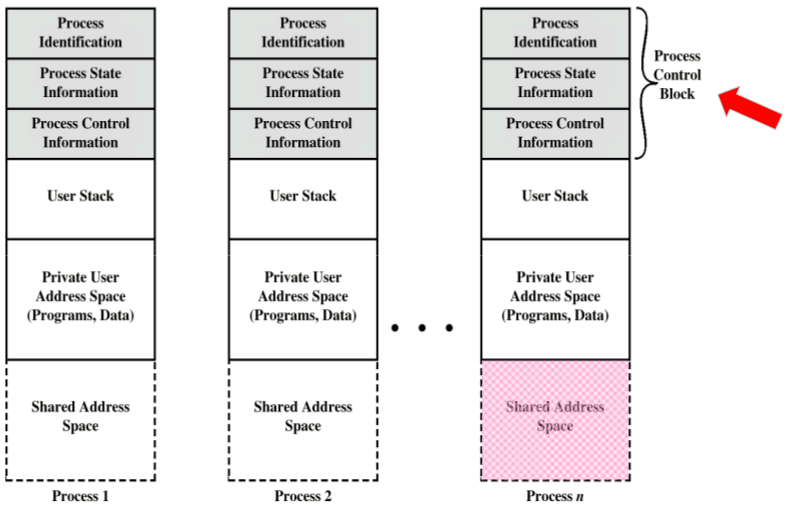 Process
Identification
Process State
Information
Process Control
Information
User Stack
Private User
Address Space
(Programs, Data)
Shared Address
Space
Process 1
Process
Identification
Process State
Information
Process Control
Information
User Stack
Private User
Address Space
(Programs, Data)
Shared Address
Space
Process 2
Process
Identification
Process State
Information
Process Control
Information
User Stack
Private User
Address Space
(Programs, Data)
Shared Address
Space
Process n
Process
Control
Block